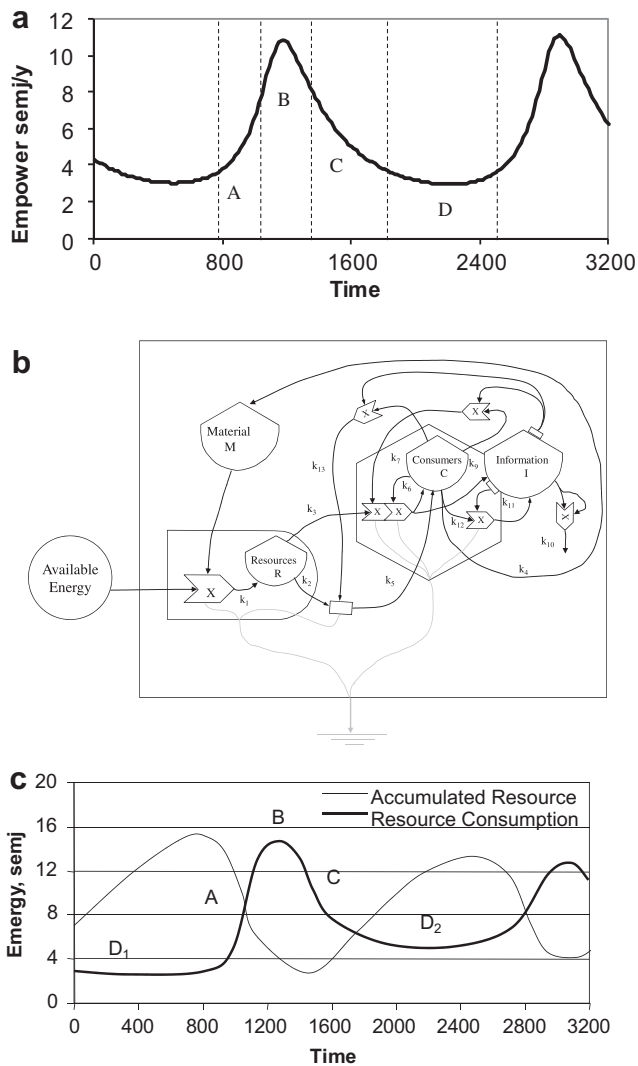 a
Empower semj/y
12
10
8
6
4
2
0
A
B
C
D
0 800 1600 2400 3200
Time
b
Material
M
Available
Energy
X
k1
Resources
R
k2
k3
k13
X
k5
X X
k7
k6
Consumers
C
k9
X
k12
X
k11
Information
I
X
k10
k4
c
Emergy, semj
20
16
12
8
4
0
Accumulated Resource
Resource Consumption
D1
A
B
C
D2
0 400 800 1200 1600 2000 2400 2800 3200
Time